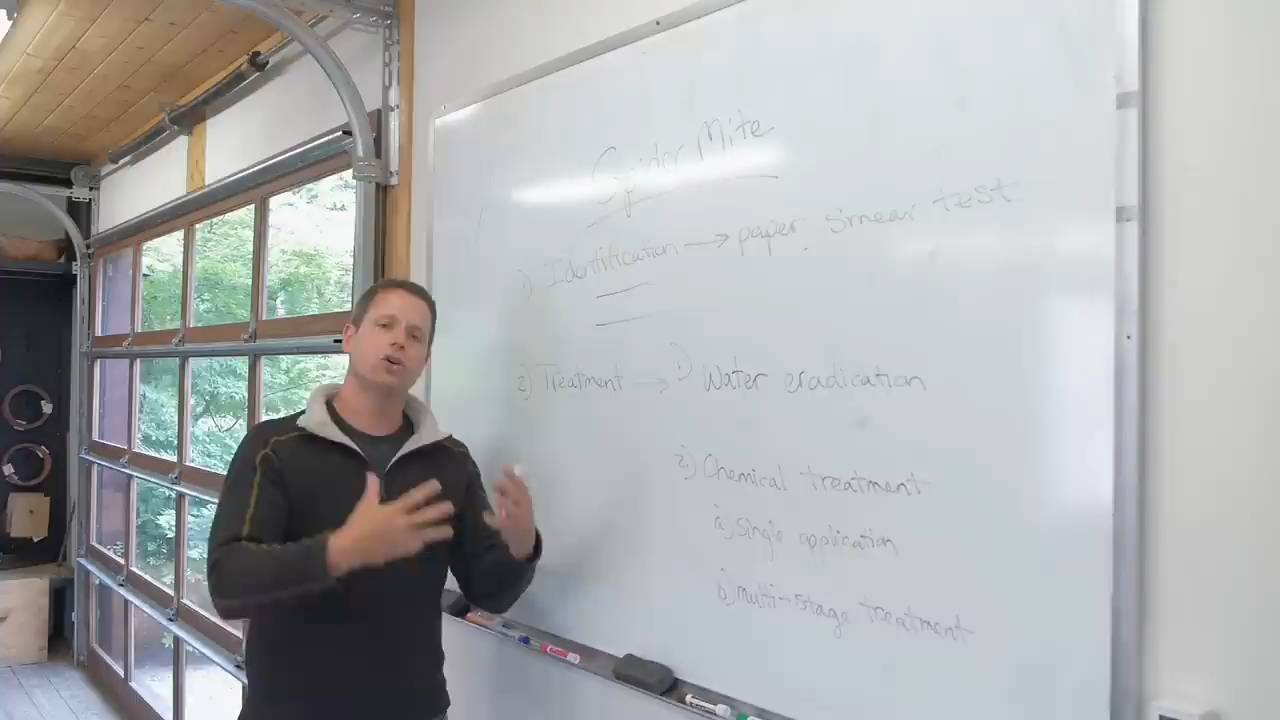 Spider Mite
1) Identification → paper smear test
2) Treatment → 1) Water eradication
2) Chemical treatment
a) single application
b) multi-stage treatment